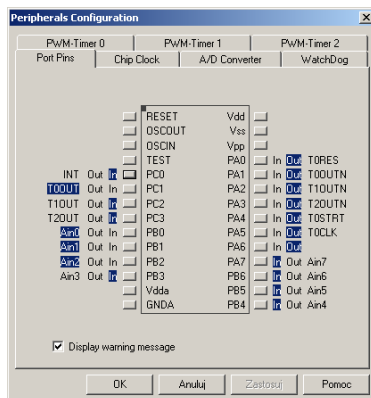 Peripherals Configuration
PWM-Timer 0 PWM-Timer 1 PWM-Timer 2
Port Pins Chip Clock A/D Converter WatchDog
RESET Vdd
OSCOUT Vss
OSCIN Vpp
TEST PA0 In Out T0RES
INT Out In PC0 PA1 In Out T0OUTN
T0OUT Out In PC1 PA2 In Out T1OUTN
T1OUT Out In PC2 PA3 In Out T2OUTN
T2OUT Out In PC3 PA4 In Out T0STRT
Ain0 Out In PB0 PA5 In Out T0CLK
Ain1 Out In PB1 PA6 In Out
Ain2 Out In PB2 PA7 In Out Ain7
Ain3 Out In PB3 PB6 In Out Ain6
Vdda PB5 In Out Ain5
GNDA PB4 In Out Ain4
Display warning message
OK Anuluj Zastosuj Pomoc